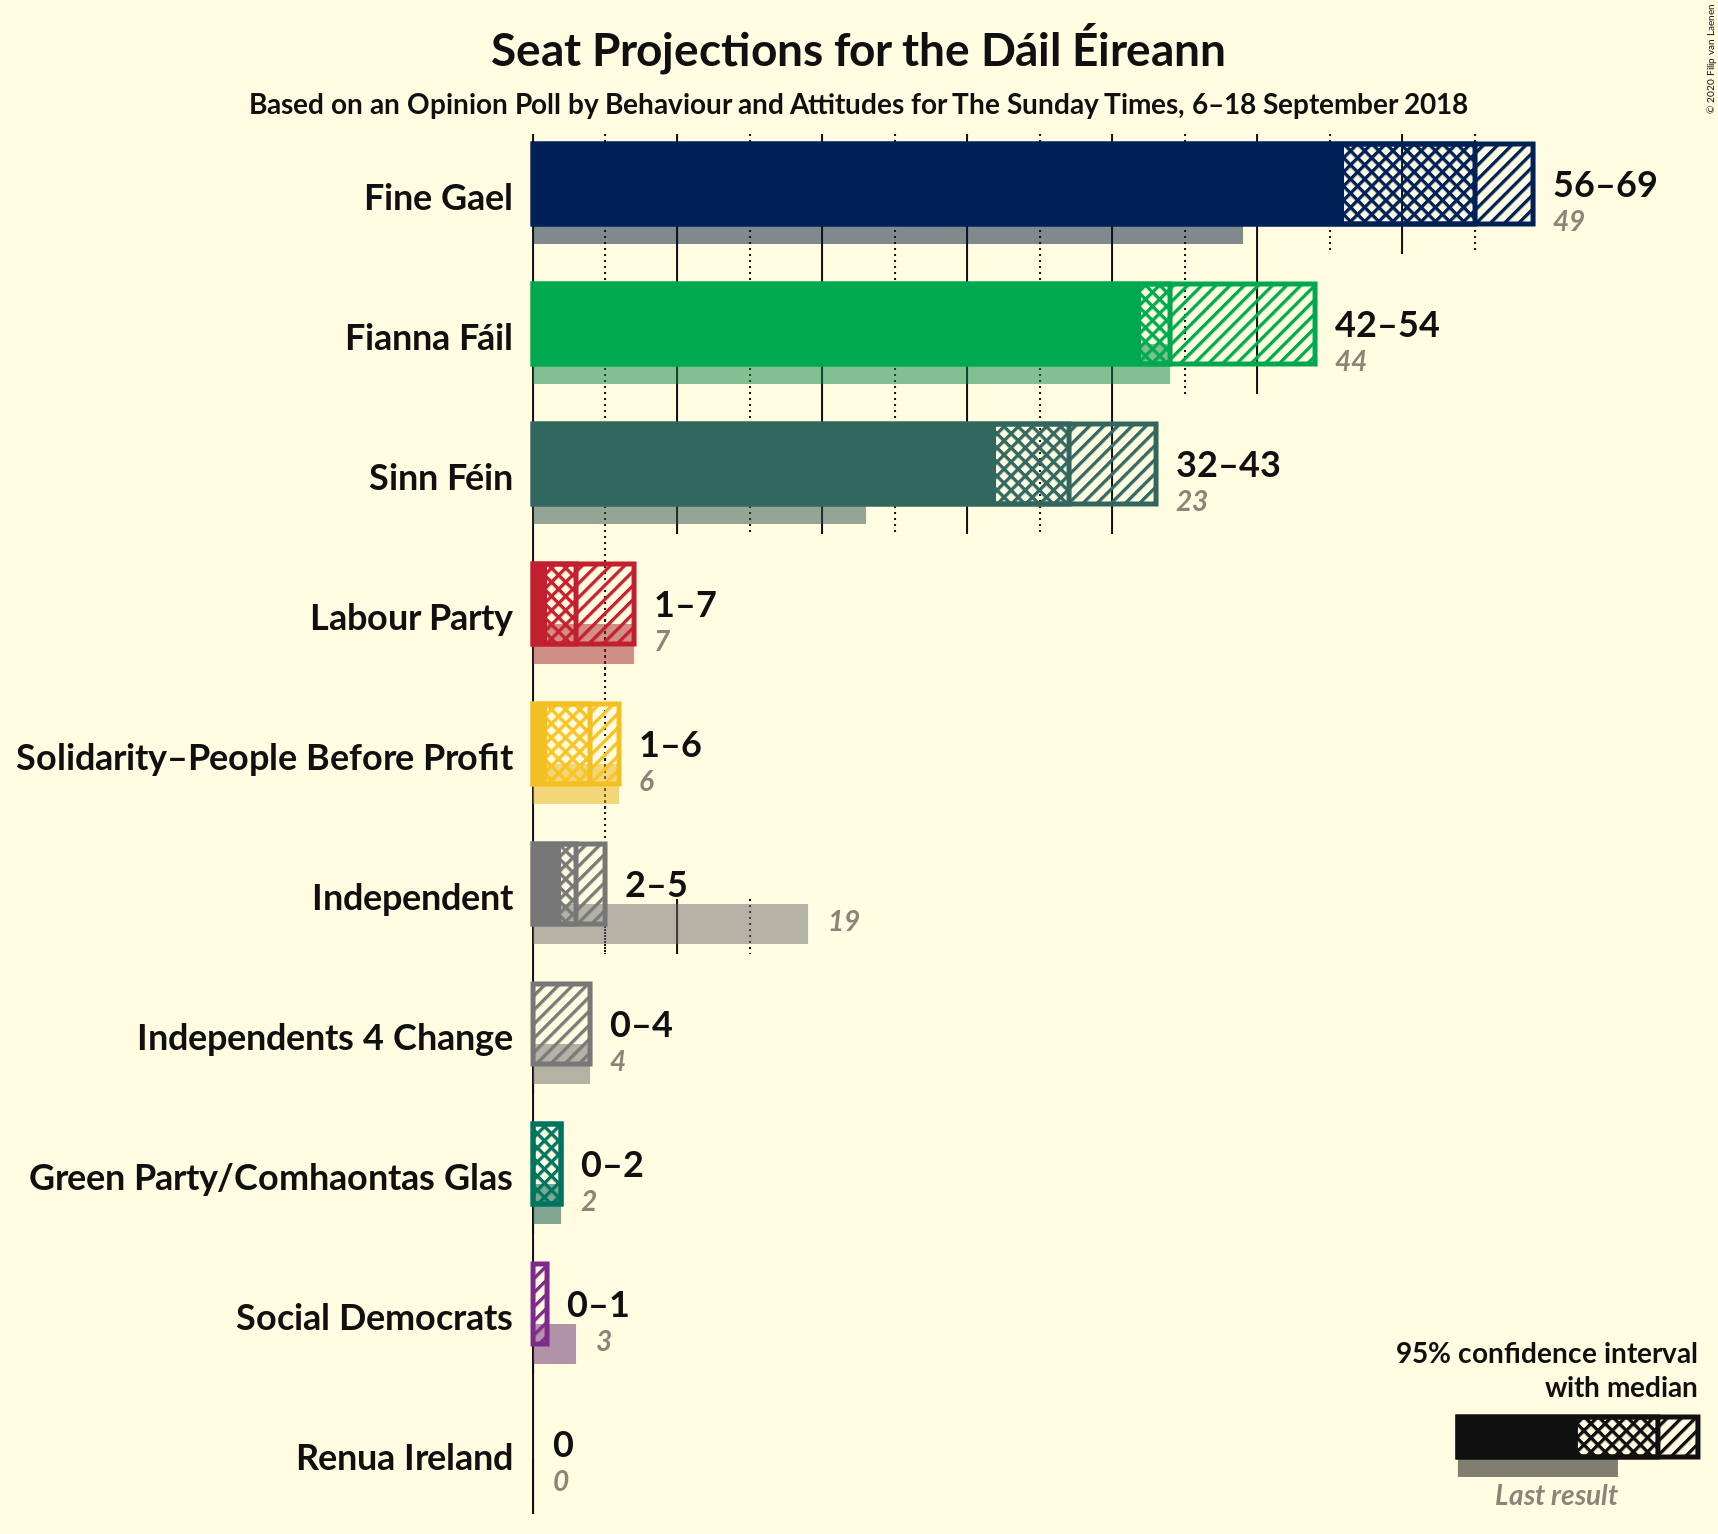 Seat Projections for the Dáil Éireann
Based on an Opinion Poll by Behaviour and Attitudes for The Sunday Times, 6–18 September 2018
© 2020 Filip van Laenen
Fine Gael
56–69
49
Fianna Fáil
42–54
44
Sinn Féin
32–43
23
Labour Party
1–7
7
Solidarity–People Before Profit
1–6
6
Independent
2–5
19
Independents 4 Change
0–4
4
Green Party/Comhaontas Glas
0–2
2
Social Democrats
0–1
3
Renua Ireland
0
0
95% confidence interval
with median
Last result